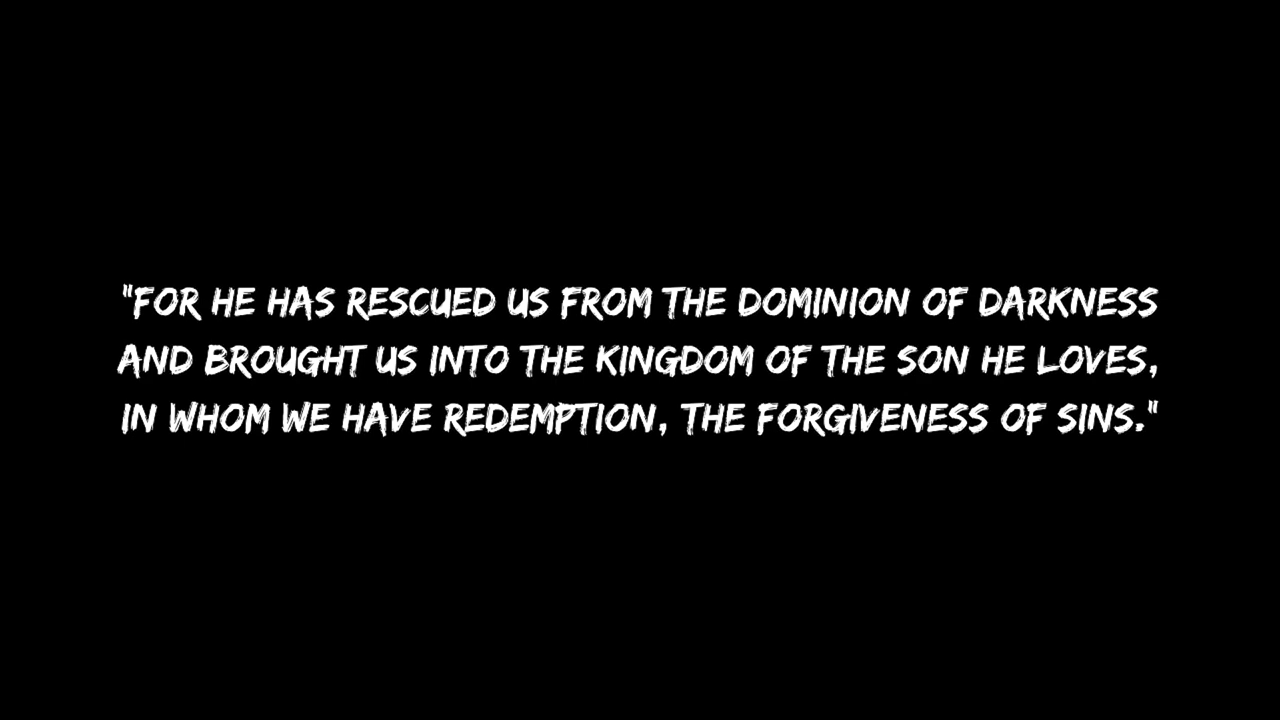 "FOR HE HAS RESCUED US FROM THE DOMINION OF DARKNESS
AND BROUGHT US INTO THE KINGDOM OF THE SON HE LOVES,
IN WHOM WE HAVE REDEMPTION, THE FORGIVENESS OF SINS."